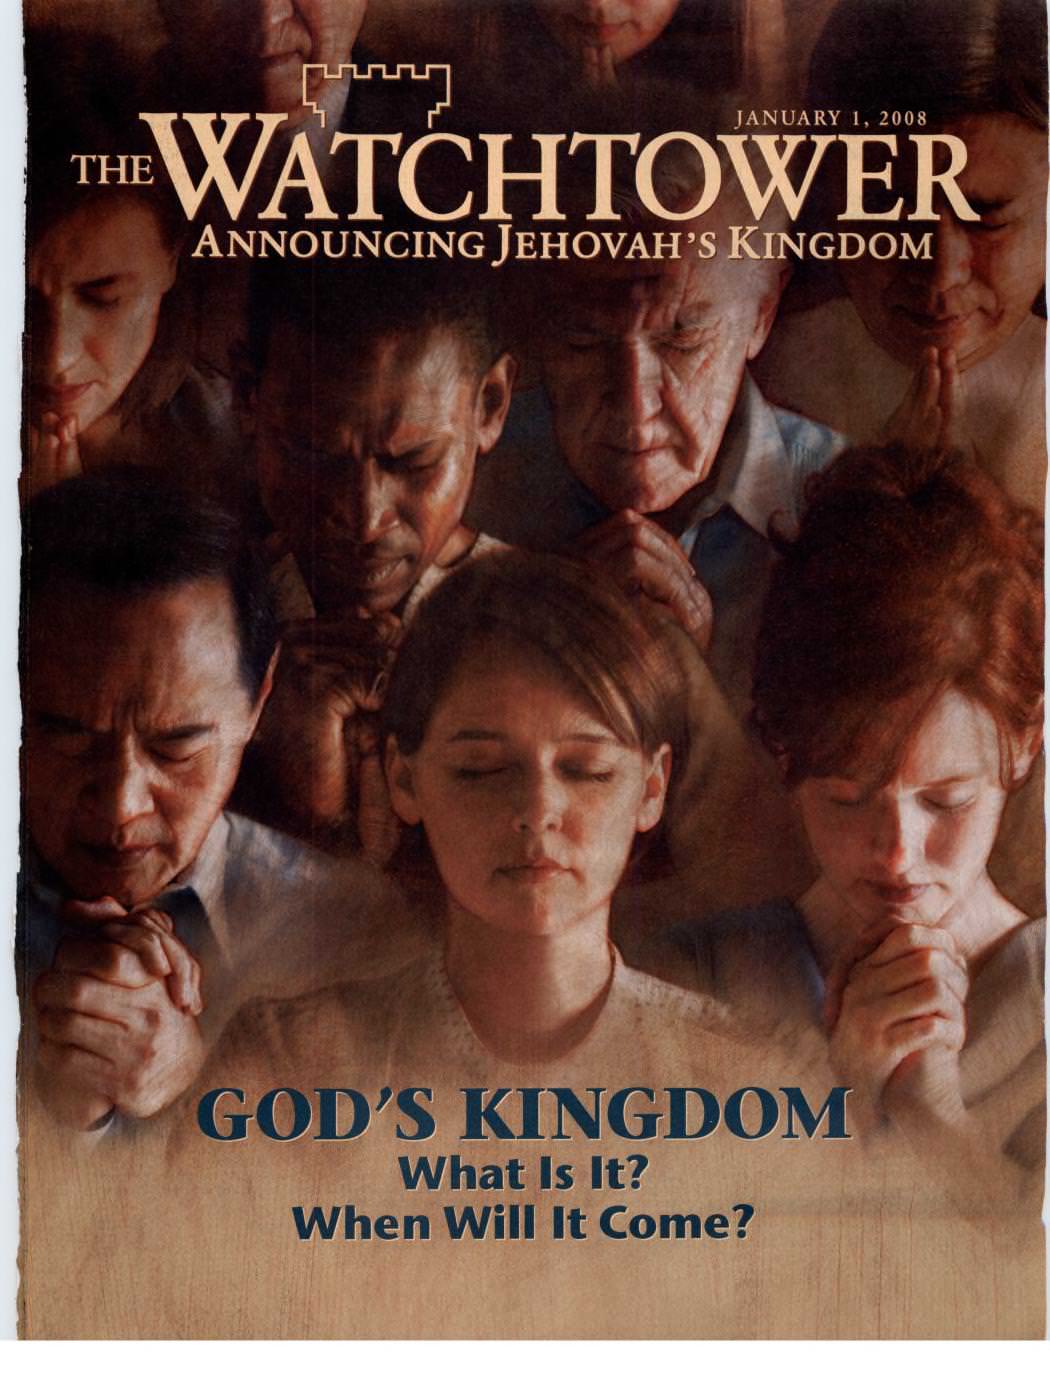 JANUARY 1, 2008
THE WATCHTOWER
ANNOUNCING JEHOVAH'S KINGDOM
GOD'S KINGDOM
What Is It?
When Will It Come?